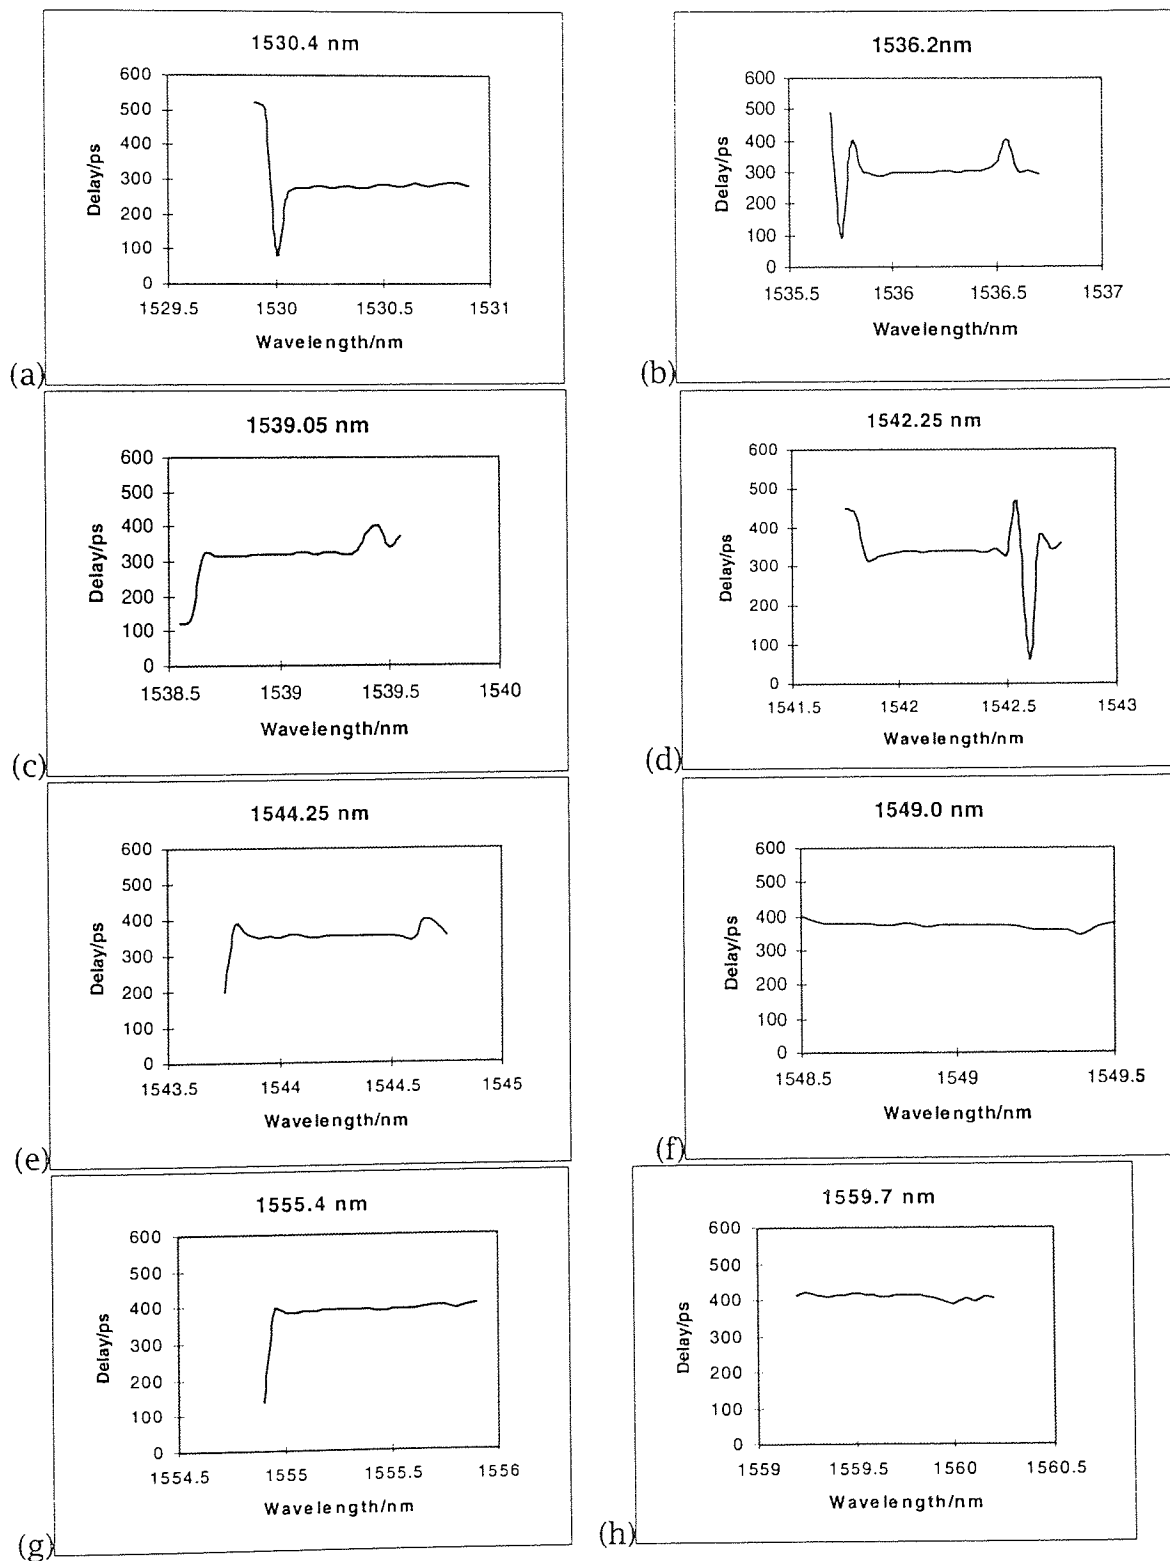 1530.4 nm
600
500
400
300
200
100
0
Delay/ps
1529.5 1530 1530.5 1531
Wavelength/nm
(a)
1536.2nm
600
500
400
300
200
100
0
Delay/ps
1535.5 1536 1536.5 1537
Wavelength/nm
(b)
1539.05 nm
600
500
400
300
200
100
0
Delay/ps
1538.5 1539 1539.5 1540
Wavelength/nm
(c)
1542.25 nm
600
500
400
300
200
100
0
Delay/ps
1541.5 1542 1542.5 1543
Wavelength/nm
(d)
1544.25 nm
600
500
400
300
200
100
0
Delay/ps
1543.5 1544 1544.5 1545
Wavelength/nm
(e)
1549.0 nm
600
500
400
300
200
100
0
Delay/ps
1548.5 1549 1549.5
Wavelength/nm
(f)
1555.4 nm
600
500
400
300
200
100
0
Delay/ps
1554.5 1555 1555.5 1556
Wavelength/nm
(g)
1559.7 nm
600
500
400
300
200
100
0
Delay/ps
1559 1559.5 1560 1560.5
Wavelength/nm
(h)